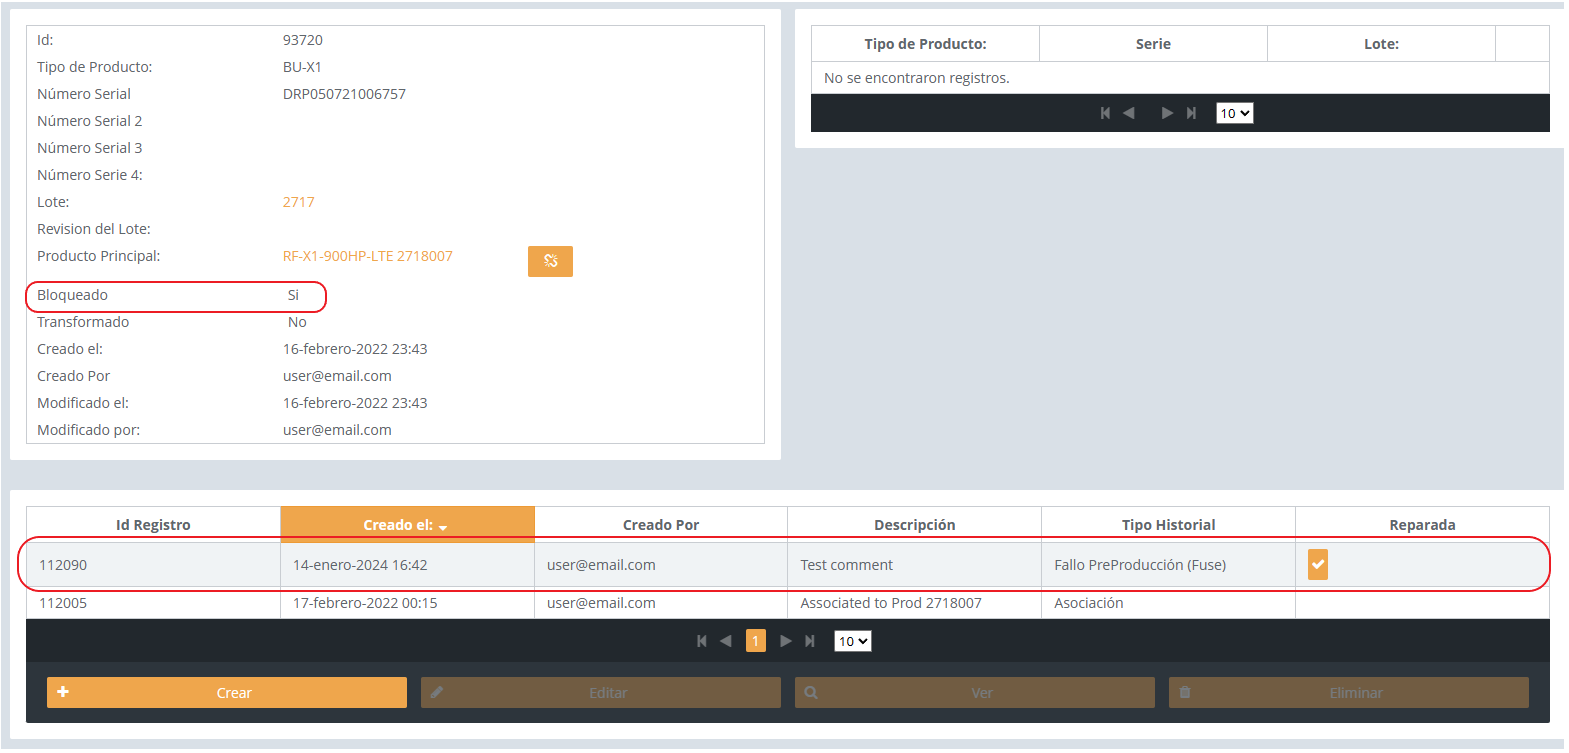 Id: 93720
Tipo de Producto: BU-X1
Número Serial DRP050721006757
Número Serial 2
Número Serial 3
Número Serie 4:
Lote: 2717
Revision del Lote:
Producto Principal: RF-X1-900HP-LTE 2718007
Bloqueado Si
Transformado No
Creado el: 16-febrero-2022 23:43
Creado Por user@email.com
Modificado el: 16-febrero-2022 23:43
Modificado por: user@email.com
Tipo de Producto: Serie Lote:
No se encontraron registros.
10
Id Registro Creado el: Creado Por Descripción Tipo Historial Reparada
112090 14-enero-2024 16:42 user@email.com Test comment Fallo PreProducción (Fuse)
112005 17-febrero-2022 00:15 user@email.com Associated to Prod 2718007 Asociación
1 10
Crear Editar Ver Eliminar